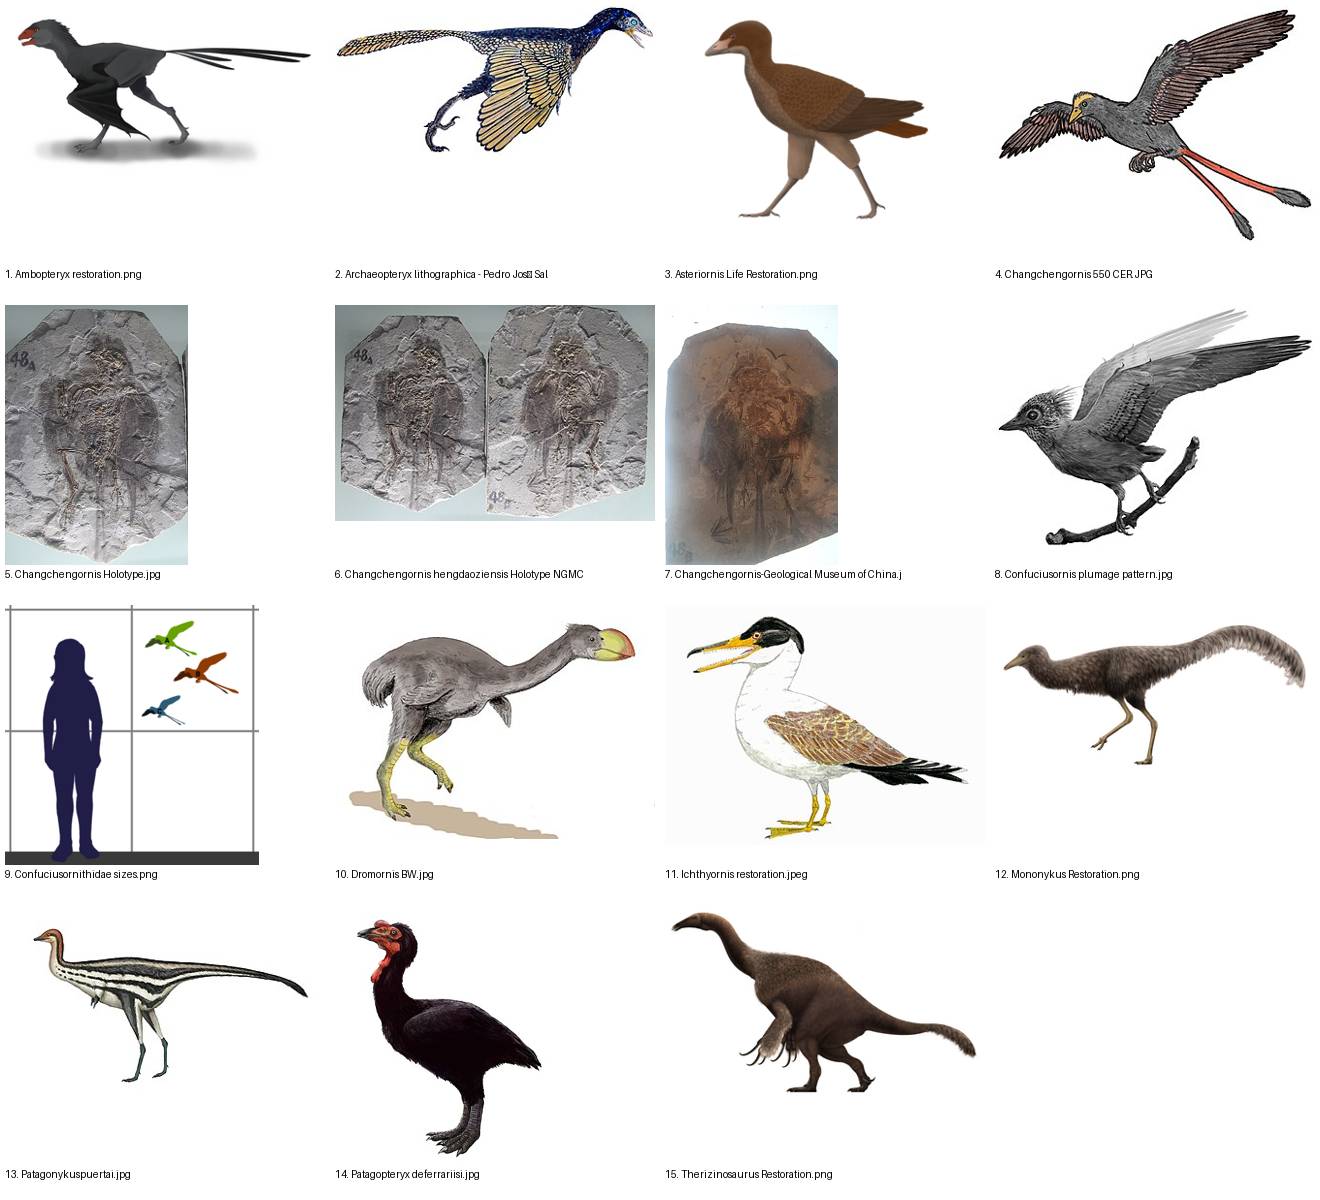 1. Ambopteryx restoration.png
2. Archaeopteryx lithographica - Pedro Jos Sal
3. Asteriornis Life Restoration.png
4. Changchengornis 550 CER.JPG
48A
48A
48B
48B
5. Changchengornis Holotype.jpg
6. Changchengornis hengdaoziensis Holotype NGMC
7. Changchengornis-Geological Museum of China.j
8. Confuciusornis plumage pattern.jpg
9. Confuciusornithidae sizes.png
10. Dromornis BW.jpg
11. Ichthyornis restoration.jpeg
12. Mononykus Restoration.png
13. Patagonykuspuertai.jpg
14. Patagopteryx deferrariisi.jpg
15. Therizinosaurus Restoration.png